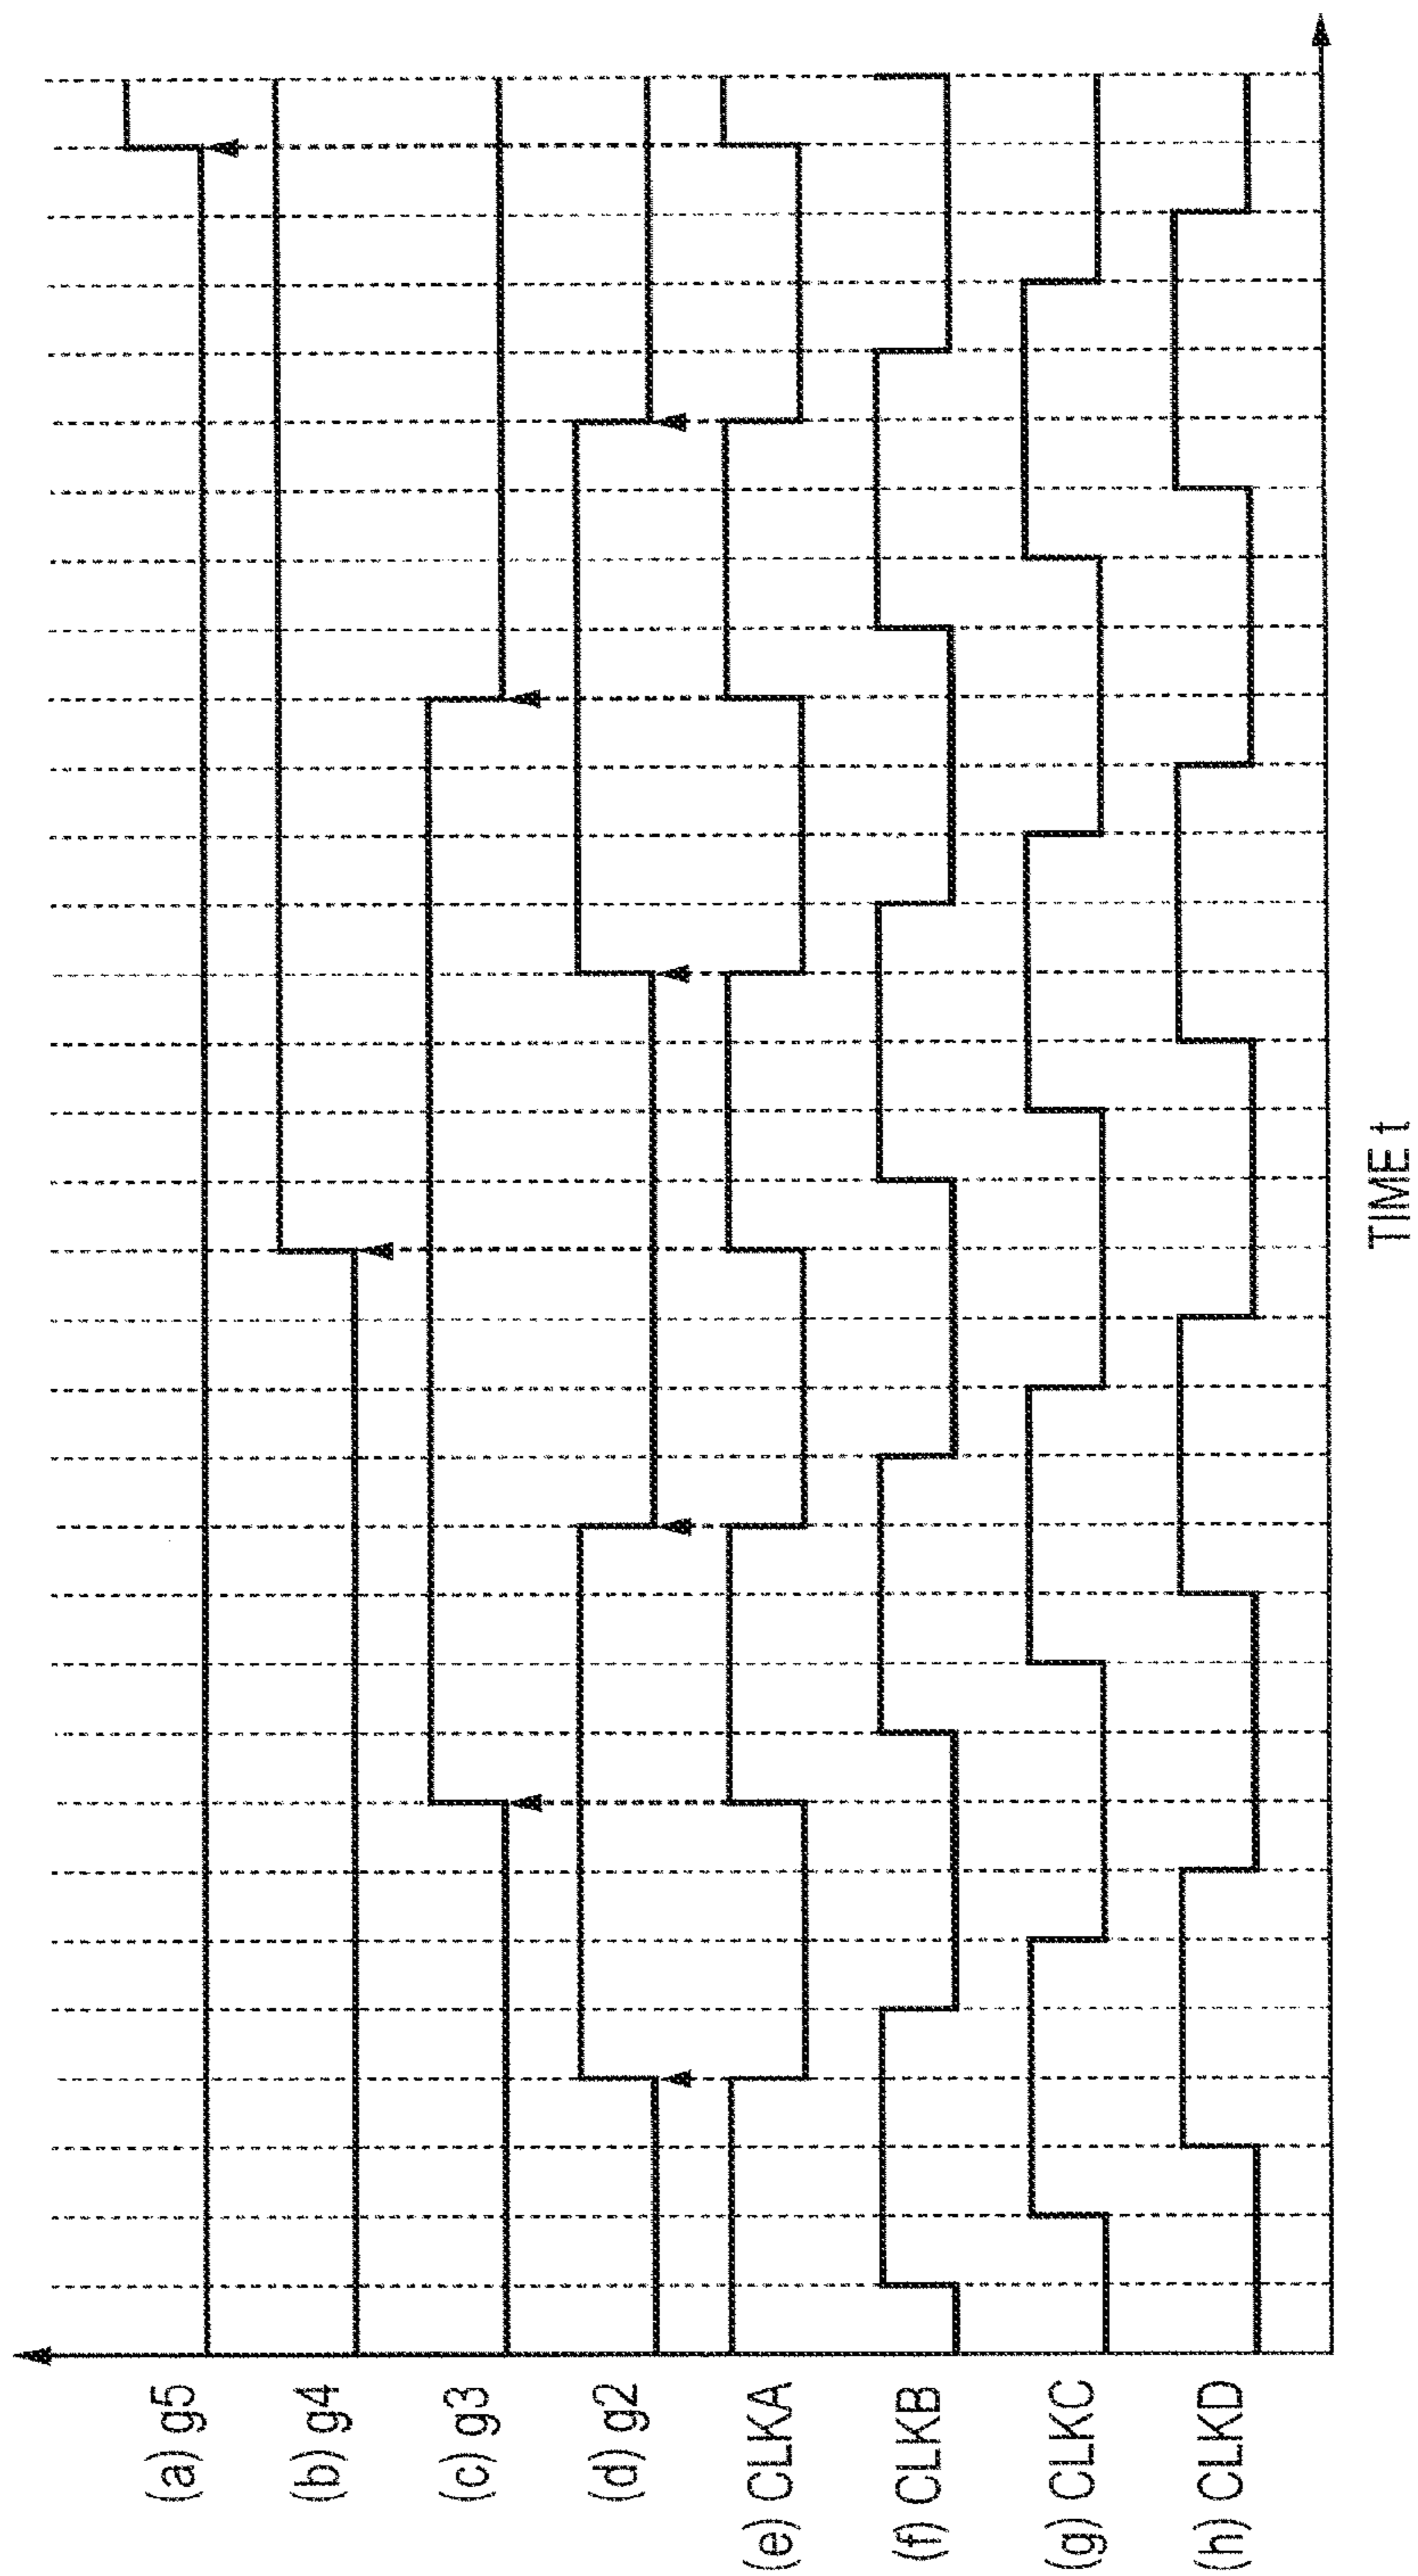 (a) g5
(b) g4
(c) g3
(d) g2
(e) CLKA
(f) CLKB
(g) CLKC
(h) CLKD
TIME t